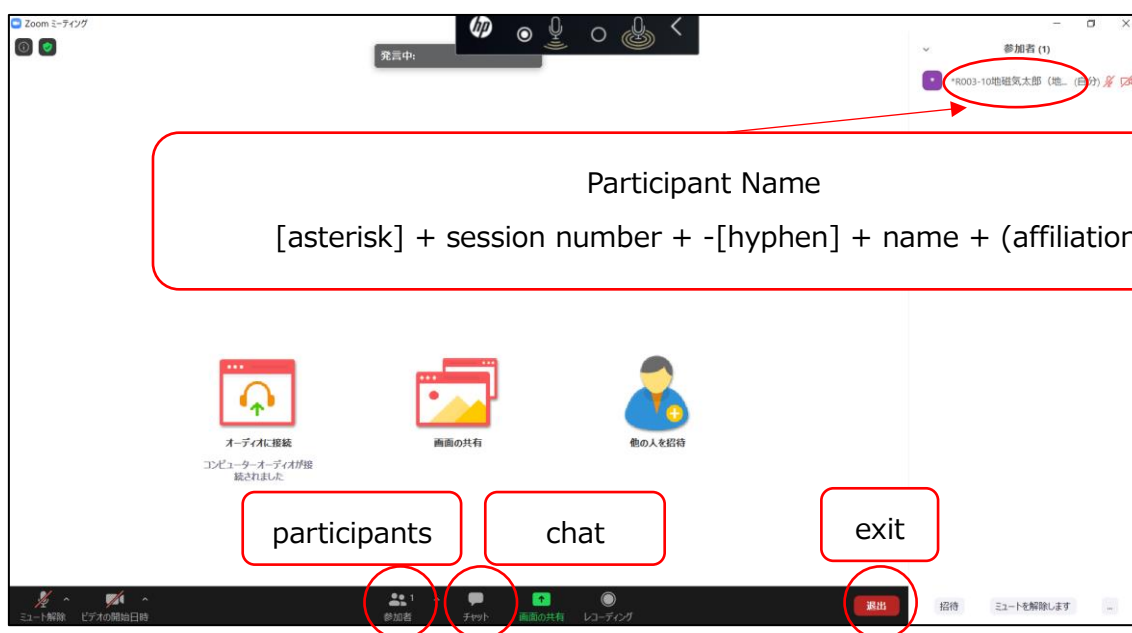 Zoom ミーティング
hp
発言中:
参加者 (1)
*R003-10地磁気太郎（地... (自分)
Participant Name
[asterisk] + session number + -[hyphen] + name + (affiliation
オーディオに接続
画面の共有
他の人を招待
コンピューターオーディオが接
続されました
participants
chat
exit
1
ミュート解除
ビデオの開始日時
参加者
チャット
画面の共有
レコーディング
退出
招待
ミュートを解除します
...